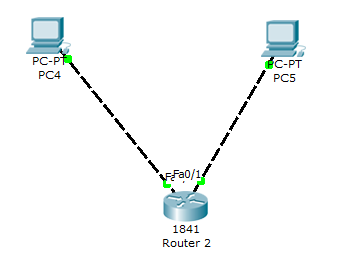 PC-PT
PC4
PC-PT
PC5
Fa0/1
1841
Router 2